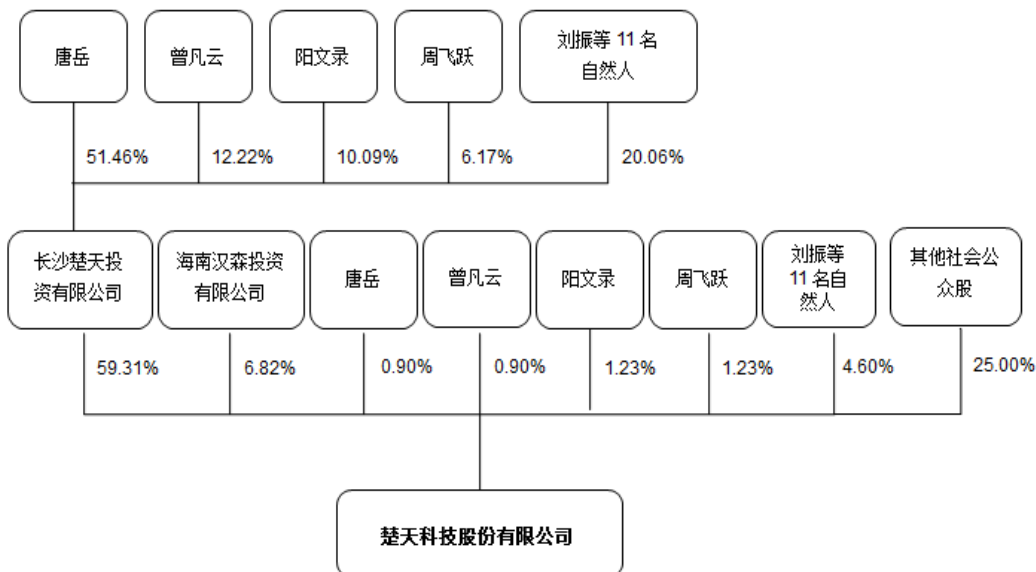 唐岳
曾凡云
阳文录
周飞跃
刘振等 11 名
自然人
51.46%
12.22%
10.09%
6.17%
20.06%
长沙楚天投
资有限公司
海南汉森投资
有限公司
唐岳
曾凡云
阳文录
周飞跃
刘振等
11 名自
然人
其他社会公
众股
59.31%
6.82%
0.90%
0.90%
1.23%
1.23%
4.60%
25.00%
楚天科技股份有限公司